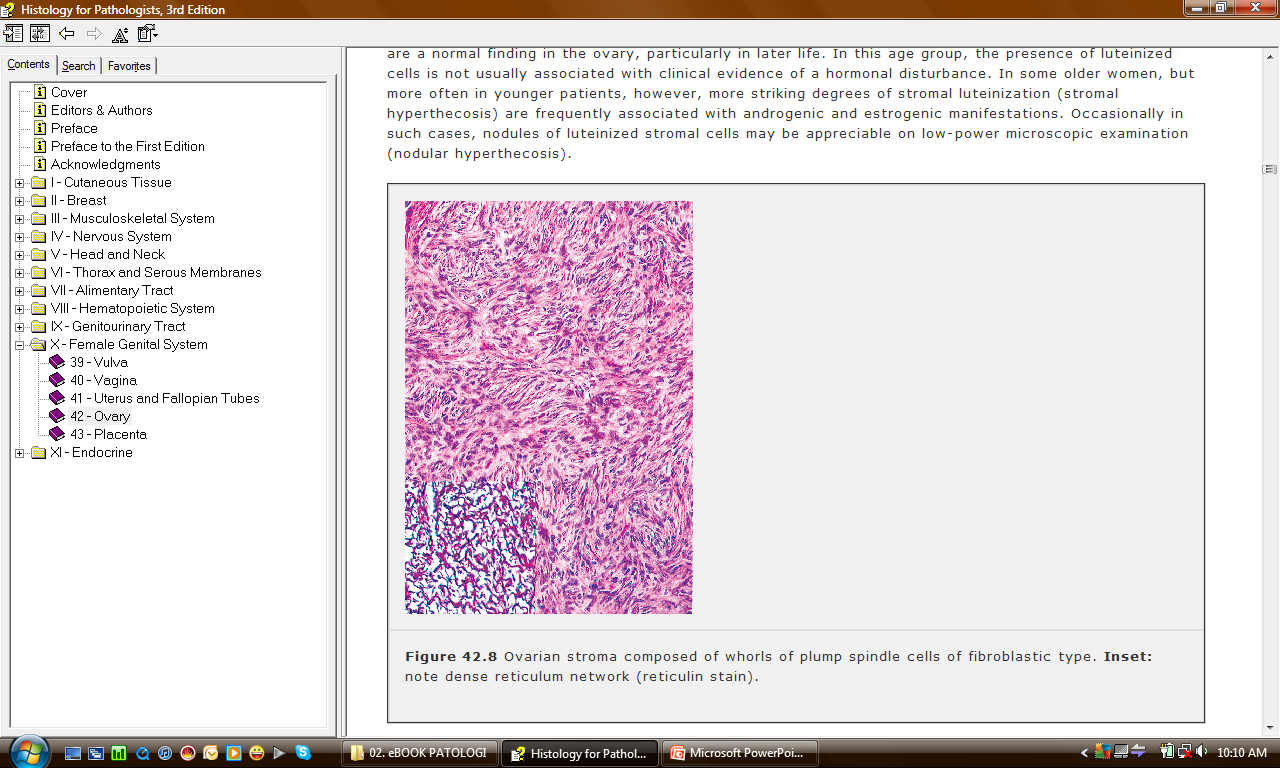 Histology for Pathologists, 3rd Edition
Contents Search Favorites
Cover
Editors & Authors
Preface
Preface to the First Edition
Acknowledgments
I - Cutaneous Tissue
II - Breast
III - Musculoskeletal System
IV - Nervous System
V - Head and Neck
VI - Thorax and Serous Membranes
VII - Alimentary Tract
VIII - Hematopoietic System
IX - Genitourinary Tract
X - Female Genital System
39 - Vulva
40 - Vagina
41 - Uterus and Fallopian Tubes
42 - Ovary
43 - Placenta
XI - Endocrine
are a normal finding in the ovary, particularly in later life. In this age group, the presence of luteinized
cells is not usually associated with clinical evidence of a hormonal disturbance. In some older women, but
more often in younger patients, however, more striking degrees of stromal luteinization (stromal
hyperthecosis) are frequently associated with androgenic and estrogenic manifestations. Occasionally in
such cases, nodules of luteinized stromal cells may be appreciable on low-power microscopic examination
(nodular hyperthecosis).
Figure 42.8 Ovarian stroma composed of whorls of plump spindle cells of fibroblastic type. Inset:
note dense reticulum network (reticulin stain).
02. eBOOK PATOLOGI
Histology for Pathol...
Microsoft PowerPoi...
10:10 AM